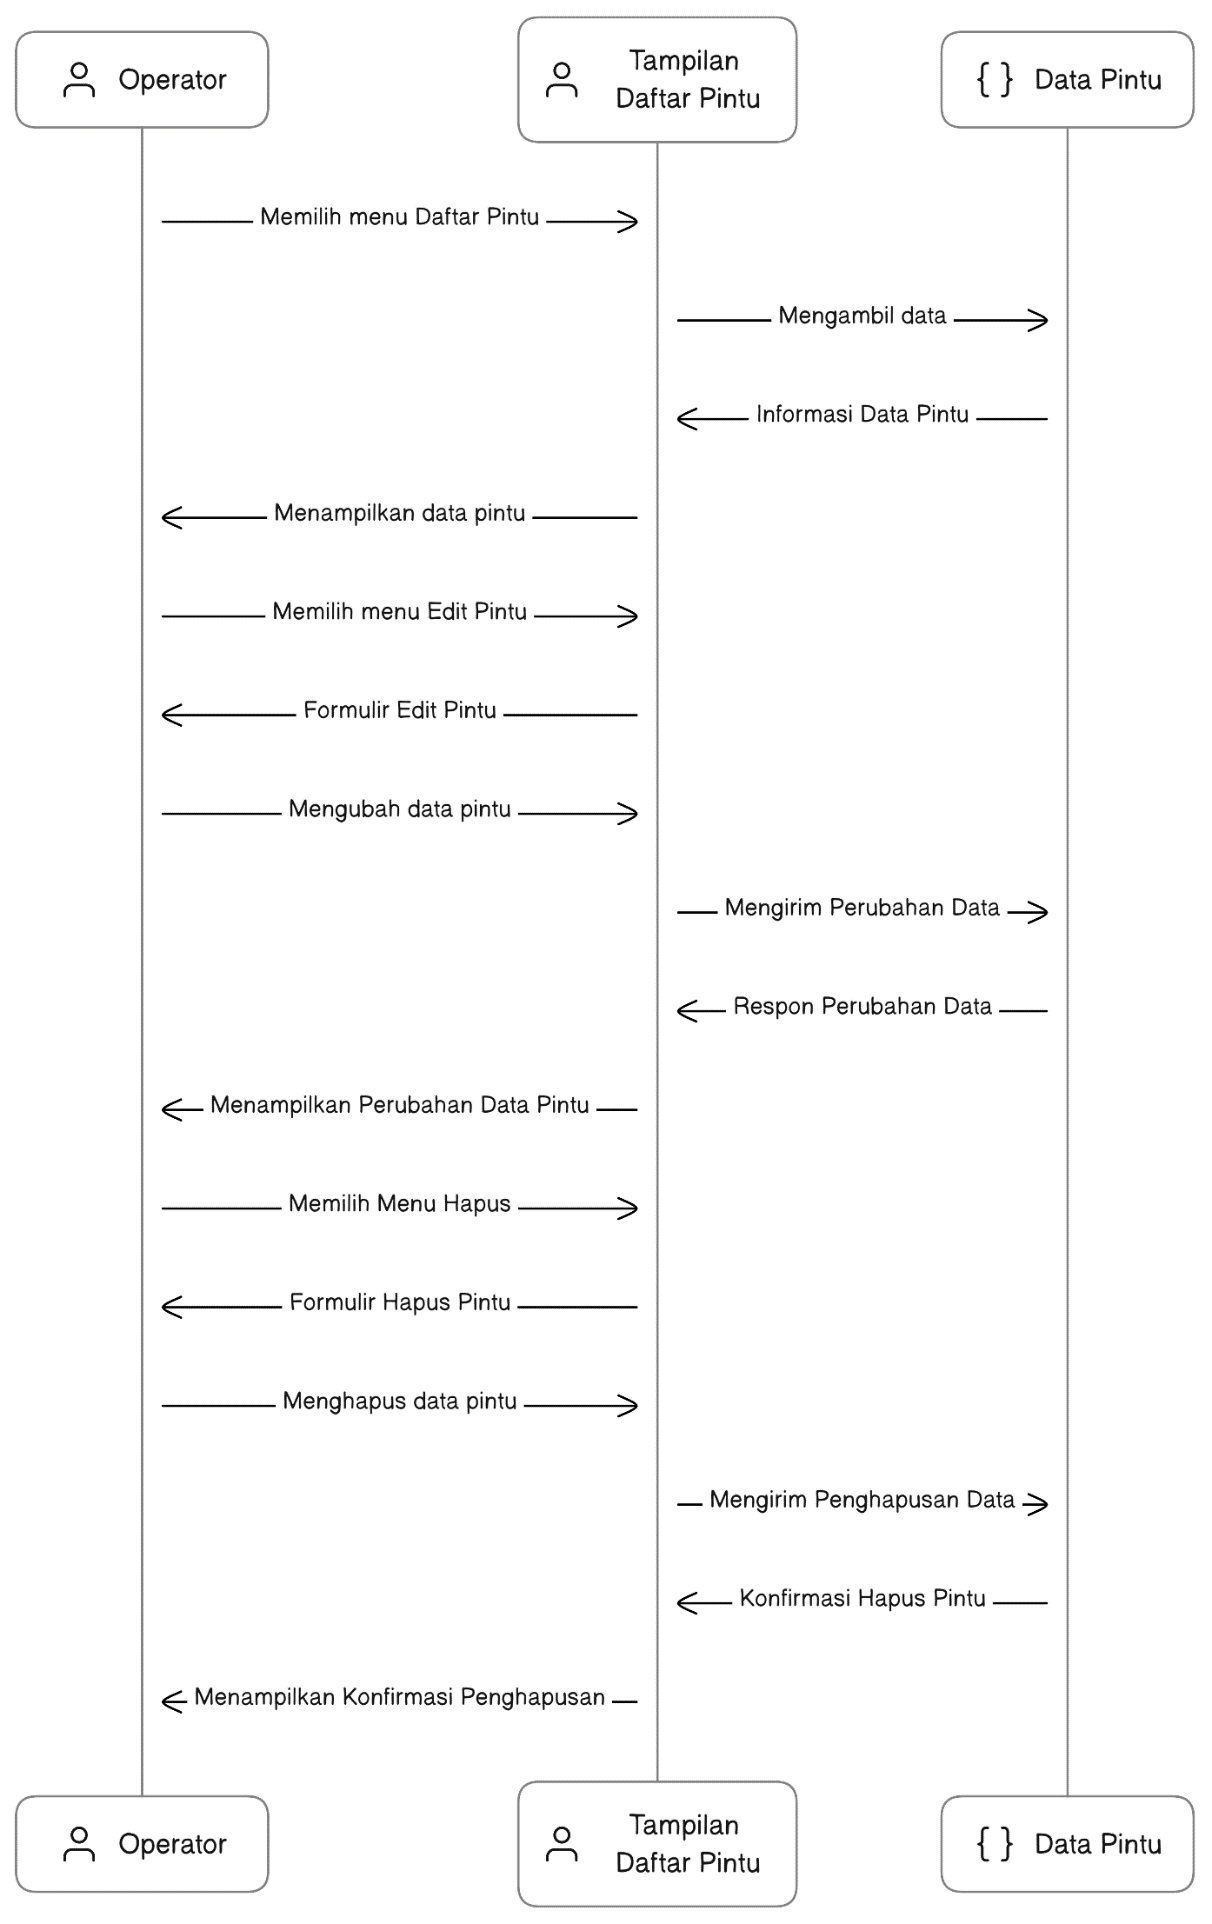 Operator
Tampilan
Daftar Pintu
{ } Data Pintu
Memilih menu Daftar Pintu
Mengambil data
Informasi Data Pintu
Menampilkan data pintu
Memilih menu Edit Pintu
Formulir Edit Pintu
Mengubah data pintu
Mengirim Perubahan Data
Respon Perubahan Data
Menampilkan Perubahan Data Pintu
Memilih Menu Hapus
Formulir Hapus Pintu
Menghapus data pintu
Mengirim Penghapusan Data
Konfirmasi Hapus Pintu
Menampilkan Konfirmasi Penghapusan
Operator
Tampilan
Daftar Pintu
{ } Data Pintu